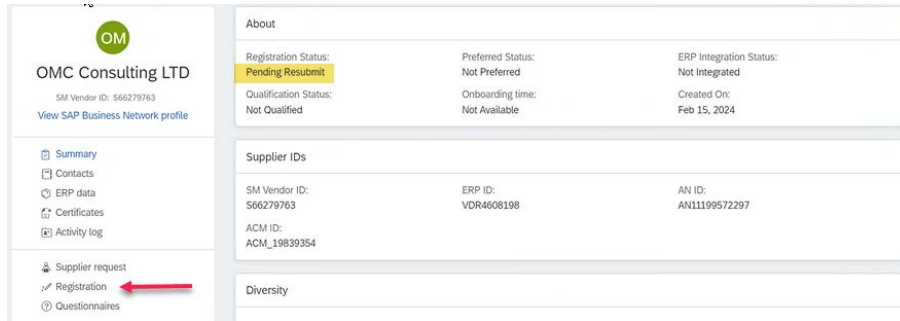 OM
OMC Consulting LTD
SM Vendor ID: S66279763
View SAP Business Network profile
Summary
Contacts
ERP data
Certificates
Activity log
Supplier request
Registration
Questionnaires
About
Registration Status: Preferred Status: ERP Integration Status:
Pending Resubmit Not Preferred Not Integrated
Qualification Status: Onboarding time: Created On:
Not Qualified Not Available Feb 15, 2024
Supplier IDs
SM Vendor ID: ERP ID: AN ID:
S66279763 VDR4608198 AN11199572297
ACM ID:
ACM_19839354
Diversity